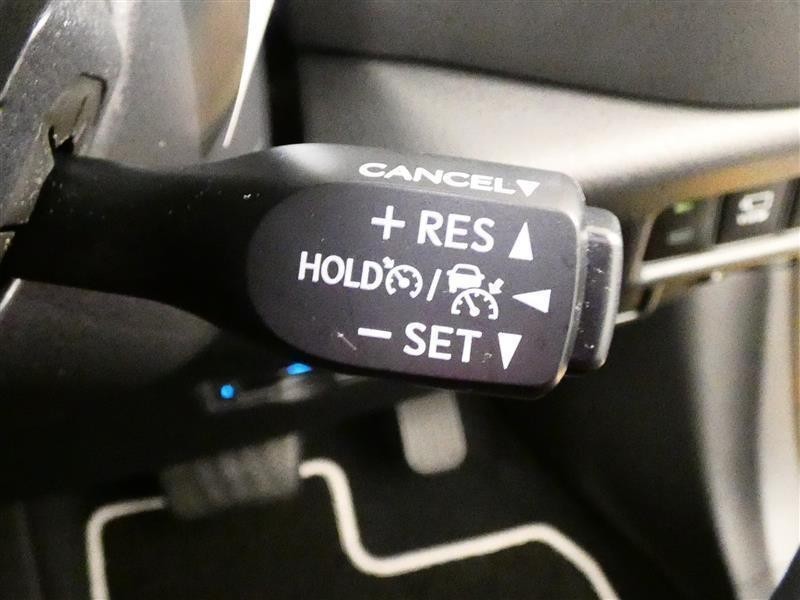 CANCEL▼
+ RES ▲
HOLD / ◀
− SET ▼